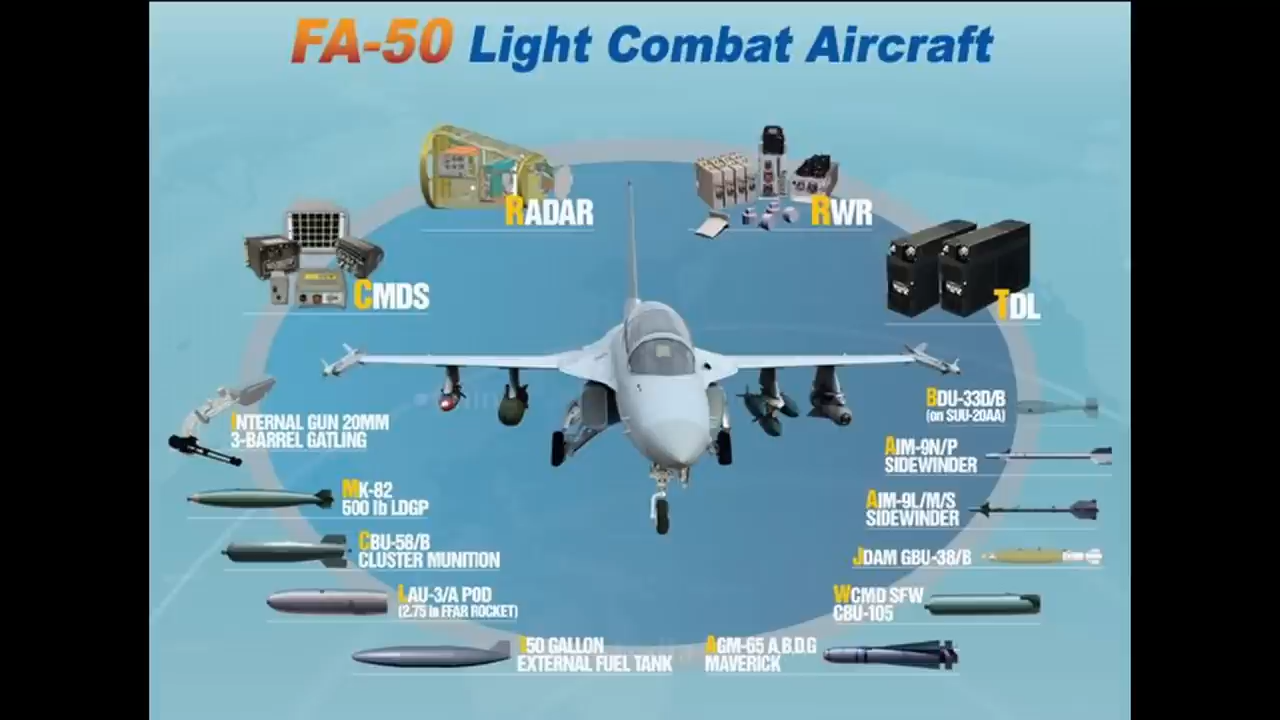 FA-50 Light Combat Aircraft
RADAR
RWR
CMDS
TDL
INTERNAL GUN 20MM
3-BARREL GATLING
MK-82
500 lb LDGP
CBU-58/B
CLUSTER MUNITION
LAU-3/A POD
(2.75 in FFAR ROCKET)
150 GALLON
EXTERNAL FUEL TANK
BDU-33D/B
(on SUU-20AA)
AIM-9N/P
SIDEWINDER
AIM-9L/M/S
SIDEWINDER
JDAM GBU-38/B
WCMD SFW
CBU-105
AGM-65 A,B,D,G
MAVERICK